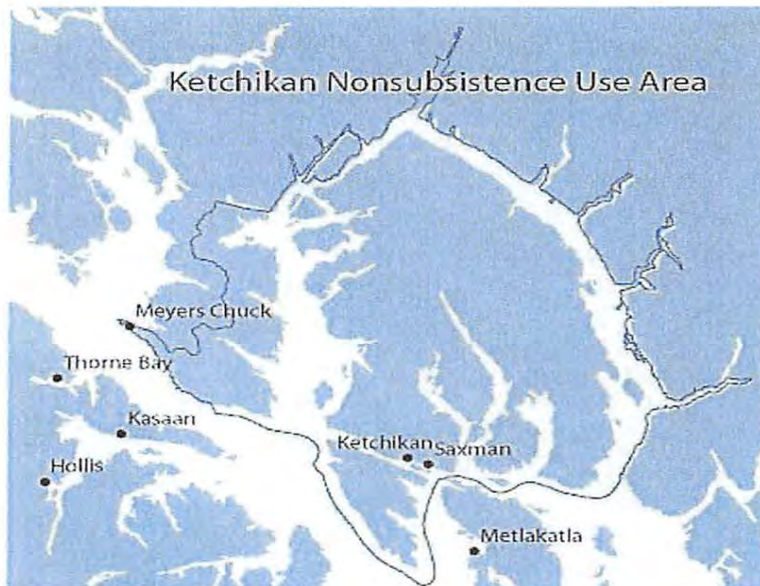 Ketchikan Nonsubsistence Use Area
Meyers Chuck
Thorne Bay
Kasaan
Ketchikan
Saxman
Hollis
Metlakatla